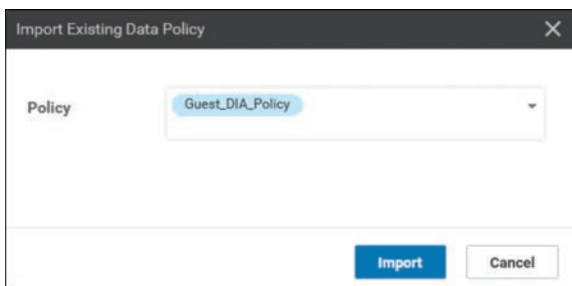 Import Existing Data Policy
Policy
Guest_DIA_Policy
Import
Cancel